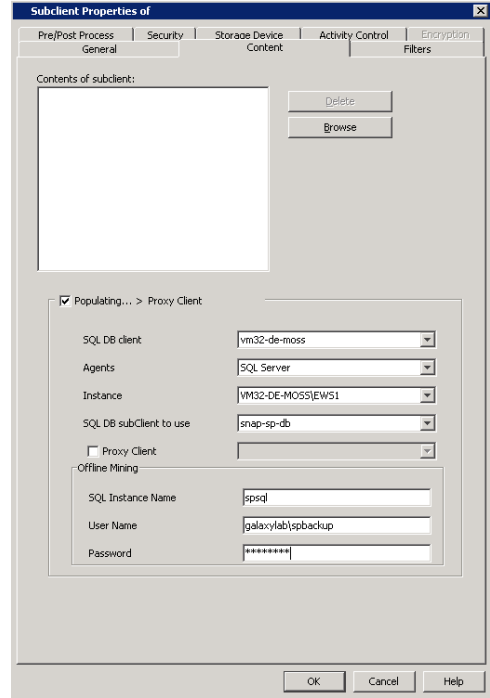 Subclient Properties of
Pre/Post Process Security Storage Device Activity Control Encryption
General Content Filters
Contents of subclient:
Delete
Browse
Populating... > Proxy Client
SQL DB client vm32-de-moss
Agents SQL Server
Instance VM32-DE-MOSS\EWS1
SQL DB subClient to use snap-sp-db
Proxy Client
Offline Mining
SQL Instance Name spsql
User Name galaxylab\spbackup
Password ********
OK Cancel Help